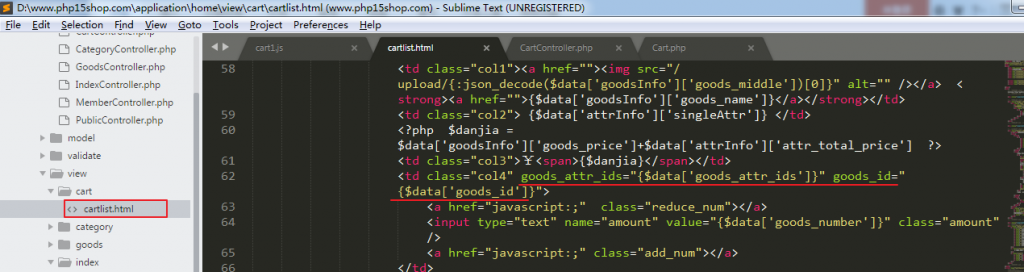 D:\www.php15shop.com\application\home\view\cart\cartlist.html (www.php15shop.com) - Sublime Text (UNREGISTERED)
File Edit Selection Find View Goto Tools Project Preferences Help
cart1.js × cartlist.html × CartController.php × Cart.php ×
CategoryController.php
GoodsController.php
IndexController.php
MemberController.php
PublicController.php
model
validate
view
cart
cartlist.html
category
goods
index
58 <td class="col1"><a href=""><img src="/
upload/{:json_decode($data['goodsInfo']['goods_middle'])[0]}" alt="" /></a> <
strong><a href="">{$data['goodsInfo']['goods_name']}</a></strong></td>
59 <td class="col2"> {$data['attrInfo']['singleAttr']} </td>
60 <?php $danjia =
$data['goodsInfo']['goods_price']+$data['attrInfo']['attr_total_price'] ?>
61 <td class="col3">¥<span>{$danjia}</span></td>
62 <td class="col4" goods_attr_ids="{$data['goods_attr_ids']}" goods_id="
{$data['goods_id']}">
63 <a href="javascript:;" class="reduce_num"></a>
64 <input type="text" name="amount" value="{$data['goods_number']}" class="amount"
/>
65 <a href="javascript:;" class="add_num"></a>
66 </td>